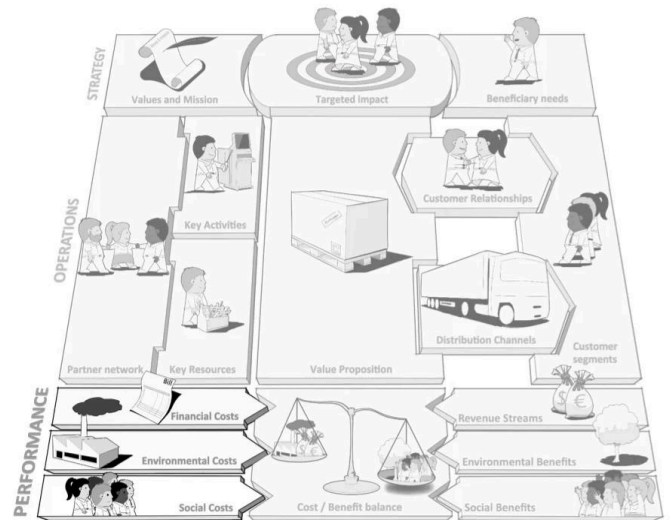 STRATEGY
Values and Mission
Targeted impact
Beneficiary needs
OPERATIONS
Key Activities
Customer Relationships
Partner network
Key Resources
Value Proposition
Distribution Channels
Customer
segments
PERFORMANCE
Bill
Financial Costs
Revenue Streams
Environmental Costs
Environmental Benefits
Social Costs
Cost / Benefit balance
Social Benefits